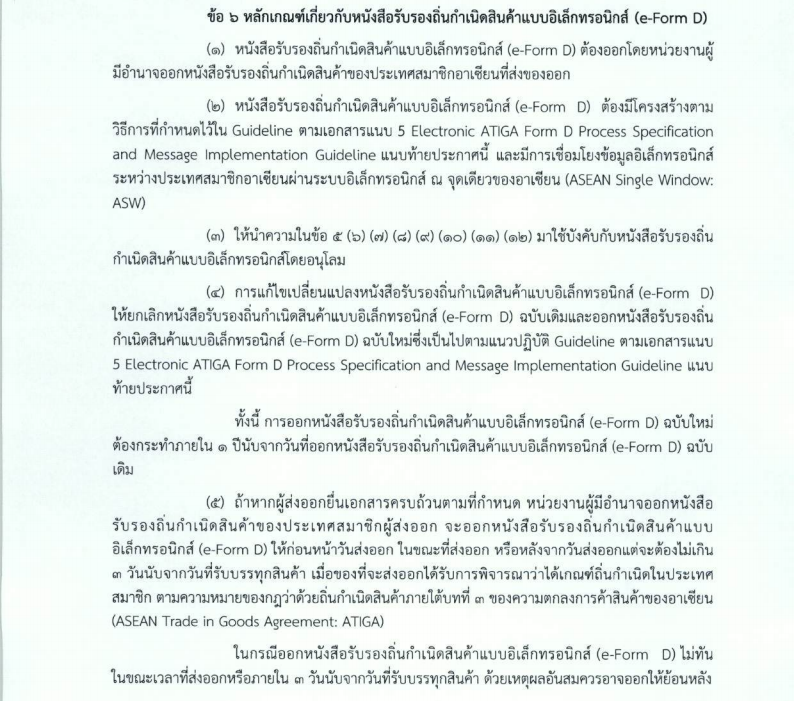 ข้อ ๖ หลักเกณฑ์เกี่ยวกับหนังสือรับรองถิ่นกำเนิดสินค้าแบบอิเล็กทรอนิกส์ (e-Form D)
(๑) หนังสือรับรองถิ่นกำเนิดสินค้าแบบอิเล็กทรอนิกส์ (e-Form D) ต้องออกโดยหน่วยงานผู้
มีอำนาจออกหนังสือรับรองถิ่นกำเนิดสินค้าของประเทศสมาชิกอาเซียนที่ส่งของออก
(๒) หนังสือรับรองถิ่นกำเนิดสินค้าแบบอิเล็กทรอนิกส์ (e-Form D) ต้องมีโครงสร้างตาม
วิธีการที่กำหนดไว้ใน Guideline ตามเอกสารแนบ 5 Electronic ATIGA Form D Process Specification
and Message Implementation Guideline แนบท้ายประกาศนี้ และมีการเชื่อมโยงข้อมูลอิเล็กทรอนิกส์
ระหว่างประเทศสมาชิกอาเซียนผ่านระบบอิเล็กทรอนิกส์ ณ จุดเดียวของอาเซียน (ASEAN Single Window:
ASW)
(๓) ให้นำความในข้อ ๕ (๖) (๗) (๘) (๙) (๑๐) (๑๑) (๑๒) มาใช้บังคับกับหนังสือรับรองถิ่น
กำเนิดสินค้าแบบอิเล็กทรอนิกส์โดยอนุโลม
(๔) การแก้ไขเปลี่ยนแปลงหนังสือรับรองถิ่นกำเนิดสินค้าแบบอิเล็กทรอนิกส์ (e-Form D)
ให้ยกเลิกหนังสือรับรองถิ่นกำเนิดสินค้าแบบอิเล็กทรอนิกส์ (e-Form D) ฉบับเดิมและออกหนังสือรับรองถิ่น
กำเนิดสินค้าแบบอิเล็กทรอนิกส์ (e-Form D) ฉบับใหม่ซึ่งเป็นไปตามแนวปฏิบัติ Guideline ตามเอกสารแนบ
5 Electronic ATIGA Form D Process Specification and Message Implementation Guideline แนบ
ท้ายประกาศนี้
ทั้งนี้ การออกหนังสือรับรองถิ่นกำเนิดสินค้าแบบอิเล็กทรอนิกส์ (e-Form D) ฉบับใหม่
ต้องกระทำภายใน ๑ ปีนับจากวันที่ออกหนังสือรับรองถิ่นกำเนิดสินค้าแบบอิเล็กทรอนิกส์ (e-Form D) ฉบับ
เดิม
(๕) ถ้าหากผู้ส่งออกยื่นเอกสารครบถ้วนตามที่กำหนด หน่วยงานผู้มีอำนาจออกหนังสือ
รับรองถิ่นกำเนิดสินค้าของประเทศสมาชิกผู้ส่งออก จะออกหนังสือรับรองถิ่นกำเนิดสินค้าแบบ
อิเล็กทรอนิกส์ (e-Form D) ให้ก่อนหน้าวันส่งออก ในขณะที่ส่งออก หรือหลังจากวันส่งออกแต่จะต้องไม่เกิน
๓ วันนับจากวันที่รับบรรทุกสินค้า เมื่อของที่จะส่งออกได้รับการพิจารณาว่าได้เกณฑ์ถิ่นกำเนิดในประเทศ
สมาชิก ตามความหมายของกฎว่าด้วยถิ่นกำเนิดสินค้าภายใต้บทที่ ๓ ของความตกลงการค้าสินค้าของอาเซียน
(ASEAN Trade in Goods Agreement: ATIGA)
ในกรณีออกหนังสือรับรองถิ่นกำเนิดสินค้าแบบอิเล็กทรอนิกส์ (e-Form D) ไม่ทัน
ในขณะเวลาที่ส่งออกหรือภายใน ๓ วันนับจากวันที่รับบรรทุกสินค้า ด้วยเหตุผลอันสมควรอาจออกให้ย้อนหลัง